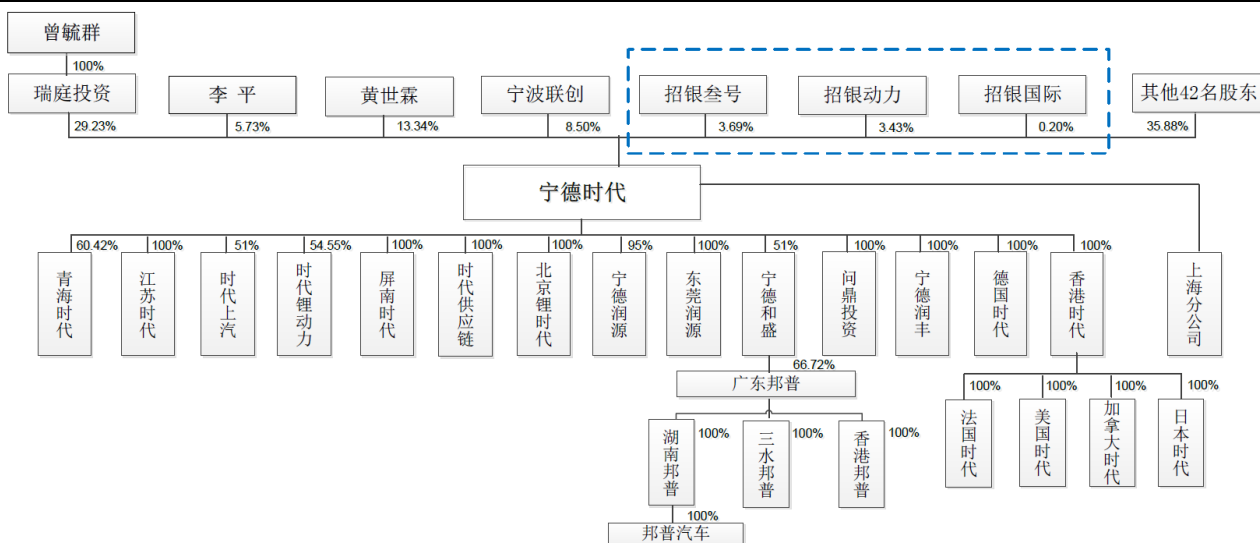 曾毓群
100%
瑞庭投资
李 平
黄世霖
宁波联创
招银叁号
招银动力
招银国际
其他42名股东
29.23%
5.73%
13.34%
8.50%
3.69%
3.43%
0.20%
35.88%
宁德时代
60.42%
100%
51%
54.55%
100%
100%
100%
95%
100%
51%
100%
100%
100%
100%
青海时代
江苏时代
时代上汽
时代锂动力
屏南时代
时代供应链
北京锂时代
宁德润源
东莞润源
宁德和盛
问鼎投资
宁德润丰
德国时代
香港时代
上海分公司
66.72%
广东邦普
100%
100%
100%
100%
法国时代
美国时代
加拿大时代
日本时代
湖南邦普
100%
三水邦普
100%
香港邦普
100%
100%
邦普汽车